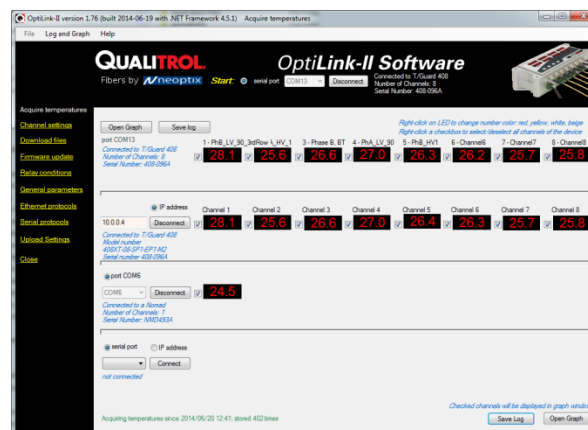 OptiLink-II version 1.76 (built 2014-06-19 with .NET Framework 4.5.1) Acquire temperatures
File Log and Graph Help
QUALITROL
OptiLink-II Software
Fibers by neoptix Start: serial port COM13 Disconnect
Connected to T/Guard 408
Number of Channels: 8
Serial Number: 408-096A
Acquire temperatures
Channel settings
Download files
Firmware update
Relay conditions
General parameters
Ethernet protocols
Serial protocols
Upload Settings
Close
Open Graph Save log
Right-click on LED to change number color: red, yellow, white, beige
Right-click a checkbox to select/deselect all channels of the device
port COM13
Connected to T/Guard 408
Number of Channels: 8
Serial Number: 408-096A
1 - PhB_LV_90_3rdRow 3 - Phase B, BT 4 - PhA_LV_90 5 - PhB_HV1 6 - Channel6 7 - Channel7 8 - Channel8
28.1 25.6 26.6 27.0 26.3 26.2 25.7 25.8
IP address
10.0.0.4 Disconnect
Channel 1 Channel 2 Channel 3 Channel 4 Channel 5 Channel 6 Channel 7 Channel 8
28.1 25.6 26.6 27.0 26.4 26.3 25.7 25.8
Connected to T/Guard 408
Model number
408XT-08-SP1-EP1-M2
Serial number 408-096A
port COM6
COM6 Disconnect 24.5
Connected to a Nomad
Number of Channels: 1
Serial Number: NMD493A
serial port IP address
Connect
not connected
Checked channels will be displayed in graph window
Acquiring temperatures since 2014/06/20 12:41; stored 402 times
Save Log Open Graph